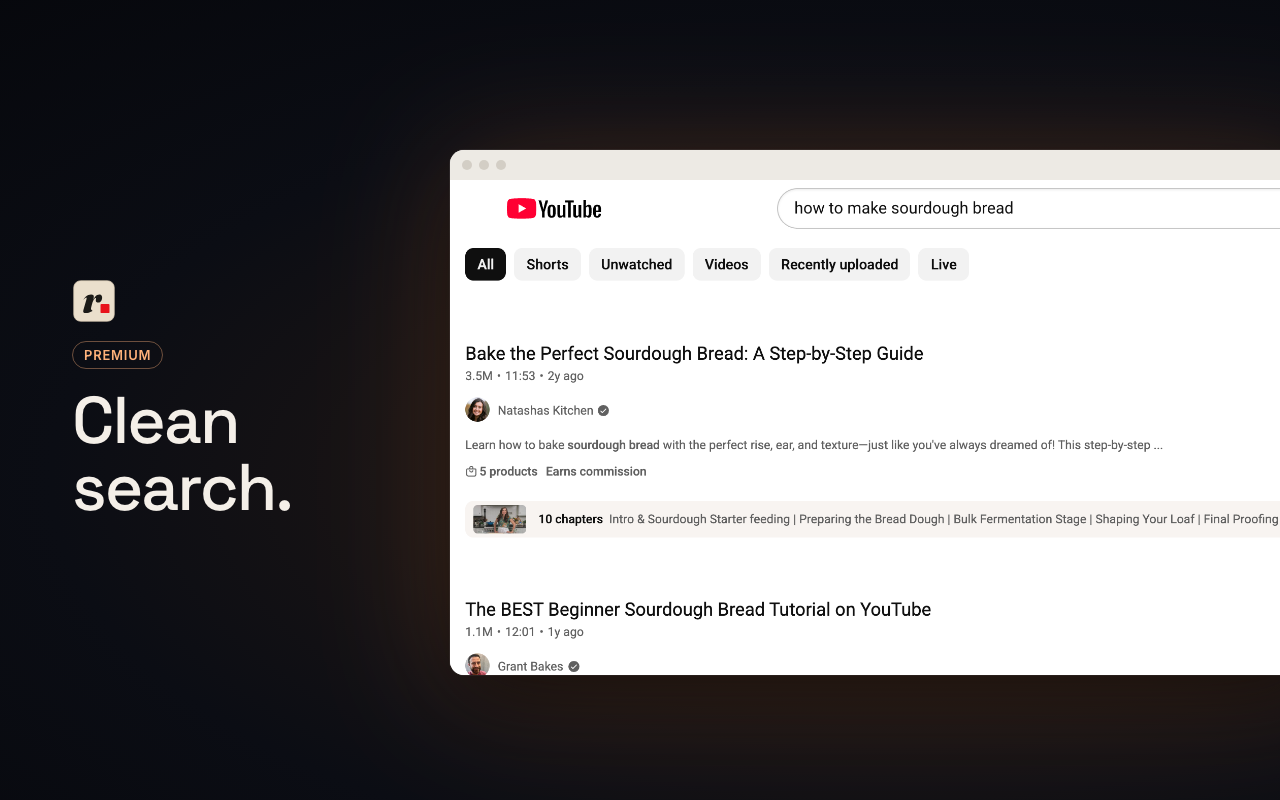 r.
PREMIUM
Clean
search.
YouTube
how to make sourdough bread
All Shorts Unwatched Videos Recently uploaded Live
Bake the Perfect Sourdough Bread: A Step-by-Step Guide
3.5M • 11:53 • 2y ago
Natashas Kitchen
Learn how to bake sourdough bread with the perfect rise, ear, and texture—just like you've always dreamed of! This step-by-step ...
5 products Earns commission
10 chapters Intro & Sourdough Starter feeding | Preparing the Bread Dough | Bulk Fermentation Stage | Shaping Your Loaf | Final Proofing
The BEST Beginner Sourdough Bread Tutorial on YouTube
1.1M • 12:01 • 1y ago
Grant Bakes